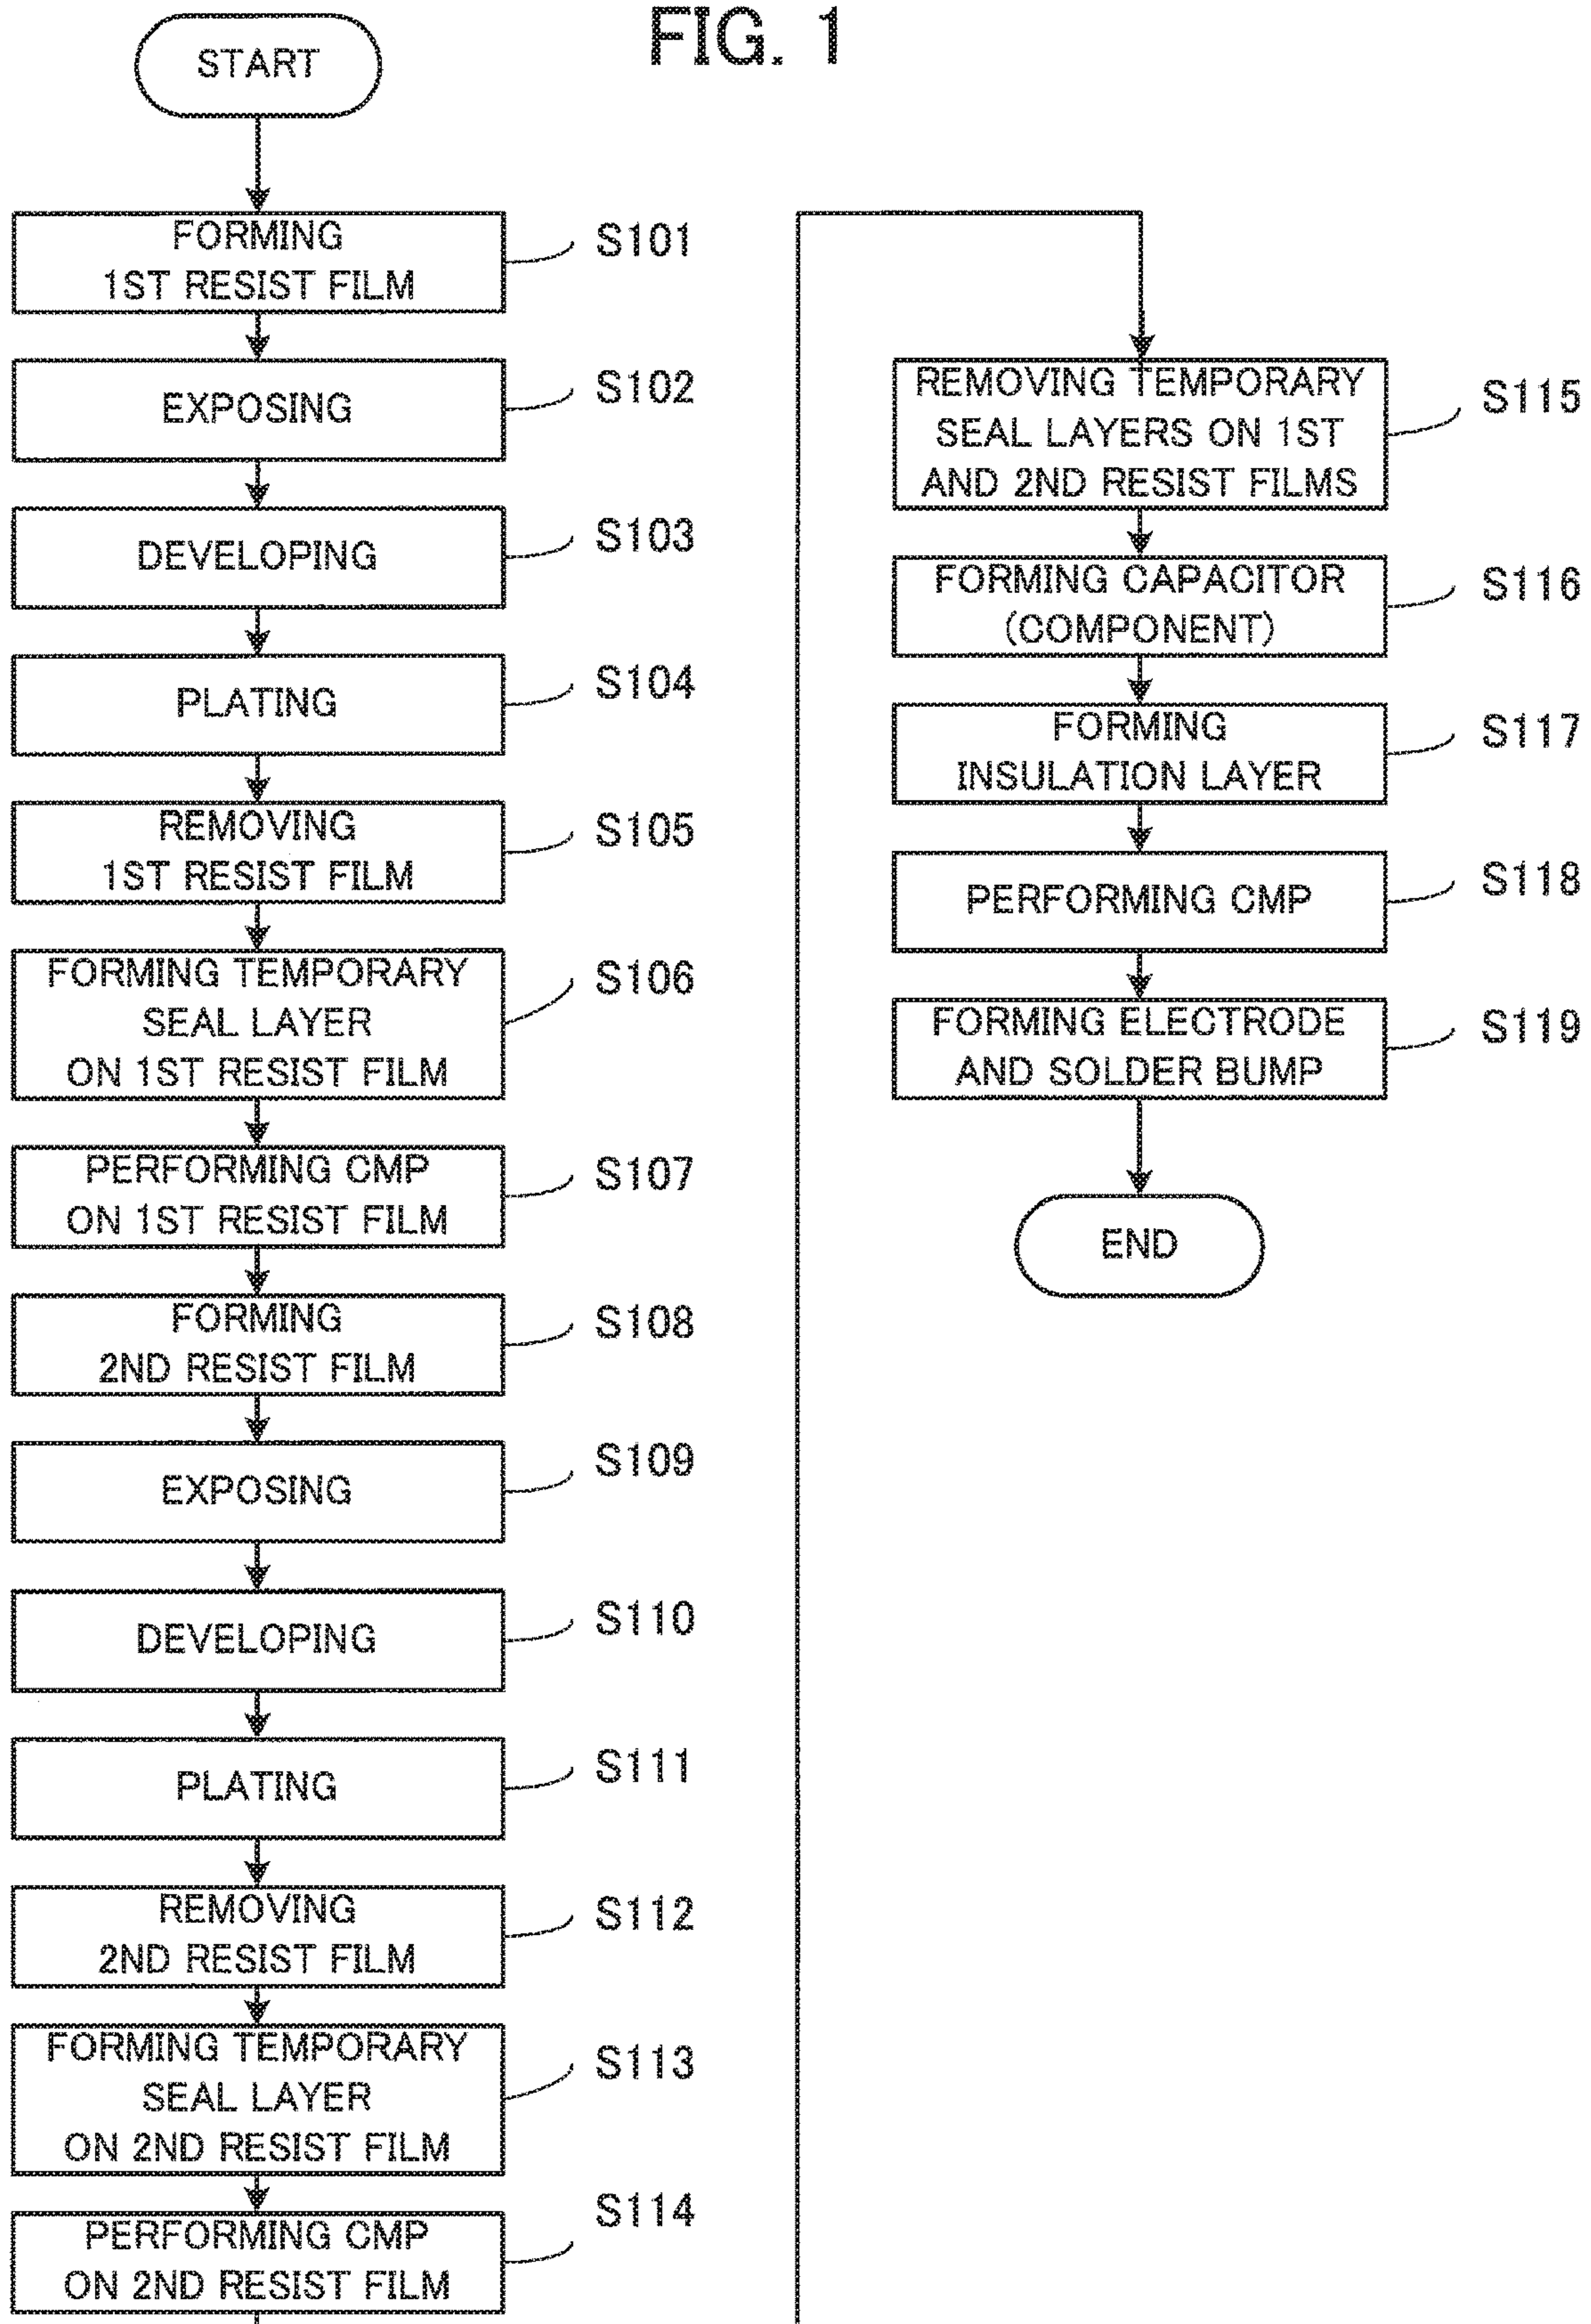 FIG. 1
START
FORMING
1ST RESIST FILM
S101
EXPOSING
S102
DEVELOPING
S103
PLATING
S104
REMOVING
1ST RESIST FILM
S105
FORMING TEMPORARY
SEAL LAYER
ON 1ST RESIST FILM
S106
PERFORMING CMP
ON 1ST RESIST FILM
S107
FORMING
2ND RESIST FILM
S108
EXPOSING
S109
DEVELOPING
S110
PLATING
S111
REMOVING
2ND RESIST FILM
S112
FORMING TEMPORARY
SEAL LAYER
ON 2ND RESIST FILM
S113
PERFORMING CMP
ON 2ND RESIST FILM
S114
REMOVING TEMPORARY
SEAL LAYERS ON 1ST
AND 2ND RESIST FILMS
S115
FORMING CAPACITOR
(COMPONENT)
S116
FORMING
INSULATION LAYER
S117
PERFORMING CMP
S118
FORMING ELECTRODE
AND SOLDER BUMP
S119
END